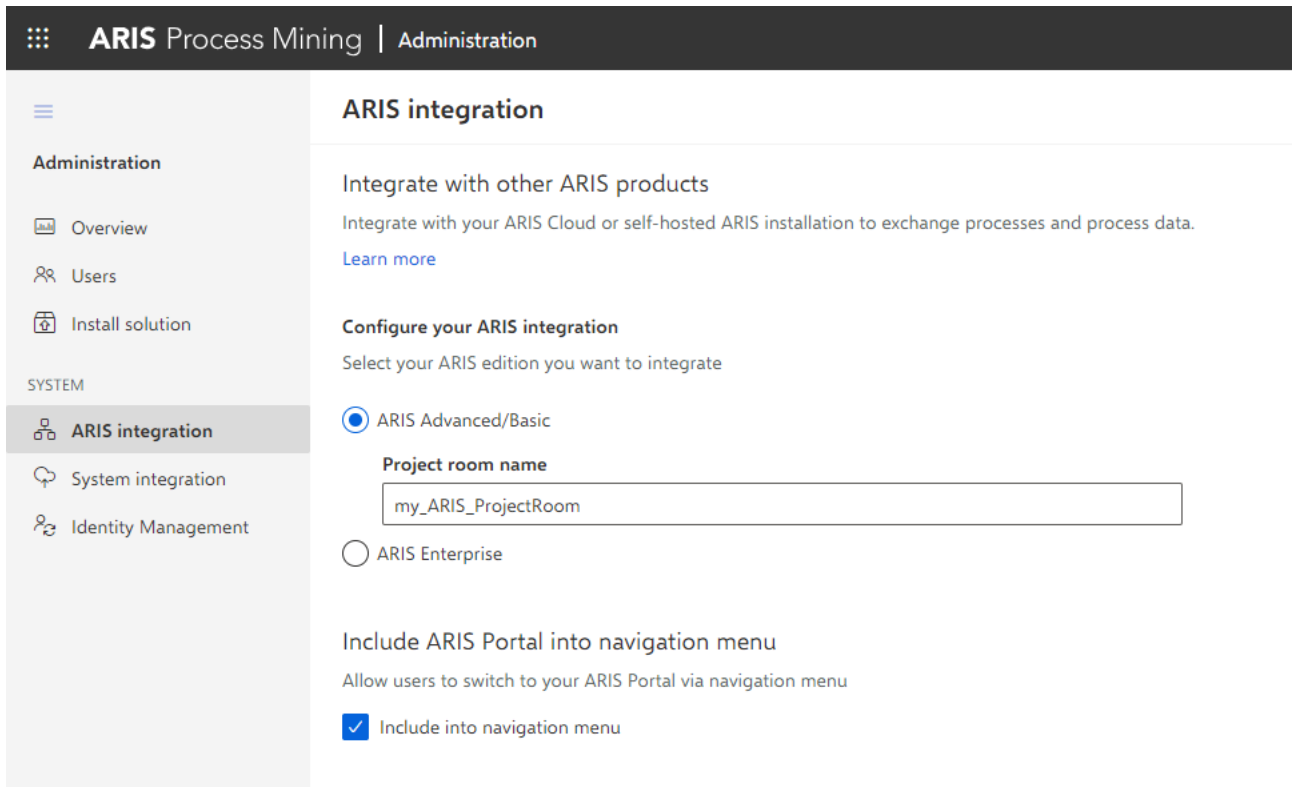 ARIS Process Mining | Administration
ARIS integration
Administration
Overview
Users
Install solution
SYSTEM
ARIS integration
System integration
Identity Management
Integrate with other ARIS products
Integrate with your ARIS Cloud or self-hosted ARIS installation to exchange processes and process data.
Learn more
Configure your ARIS integration
Select your ARIS edition you want to integrate
ARIS Advanced/Basic
Project room name
my_ARIS_ProjectRoom
ARIS Enterprise
Include ARIS Portal into navigation menu
Allow users to switch to your ARIS Portal via navigation menu
Include into navigation menu